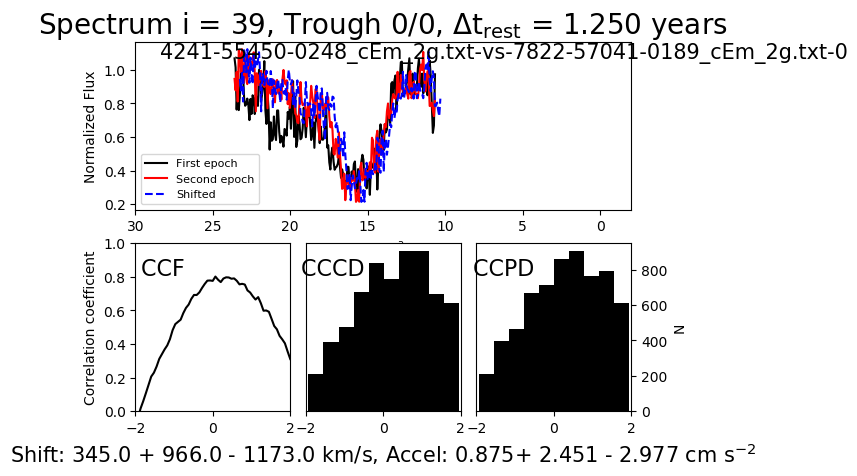 Spectrum i = 39, Trough 0/0, Δt_rest = 1.250 years
4241-55450-0248_cEm_2g.txt-vs-7822-57041-0189_cEm_2g.txt-0
Normalized Flux
1.0
0.8
0.6
0.4
0.2
First epoch
Second epoch
Shifted
30 25 20 15 10 5 0
Correlation coefficient
1.0
0.8
0.6
0.4
0.2
0.0
CCF
CCCD
CCPD
800
600
400
200
0
N
−2 0 2
−2 0 2
−2 0 2
Shift: 345.0 + 966.0 - 1173.0 km/s, Accel: 0.875+ 2.451 - 2.977 cm s⁻²